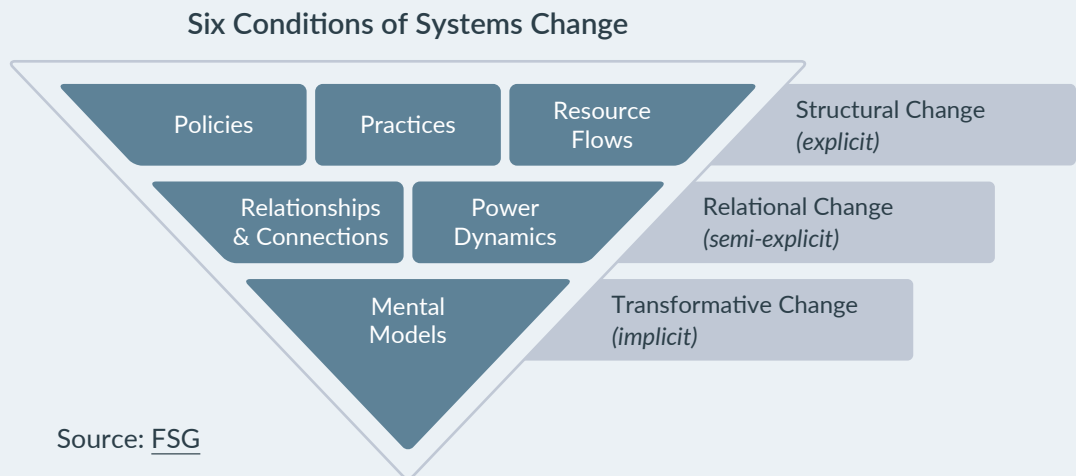 Six Conditions of Systems Change
Policies
Practices
Resource
Flows
Structural Change
(explicit)
Relationships
& Connections
Power
Dynamics
Relational Change
(semi-explicit)
Mental
Models
Transformative Change
(implicit)
Source: FSG